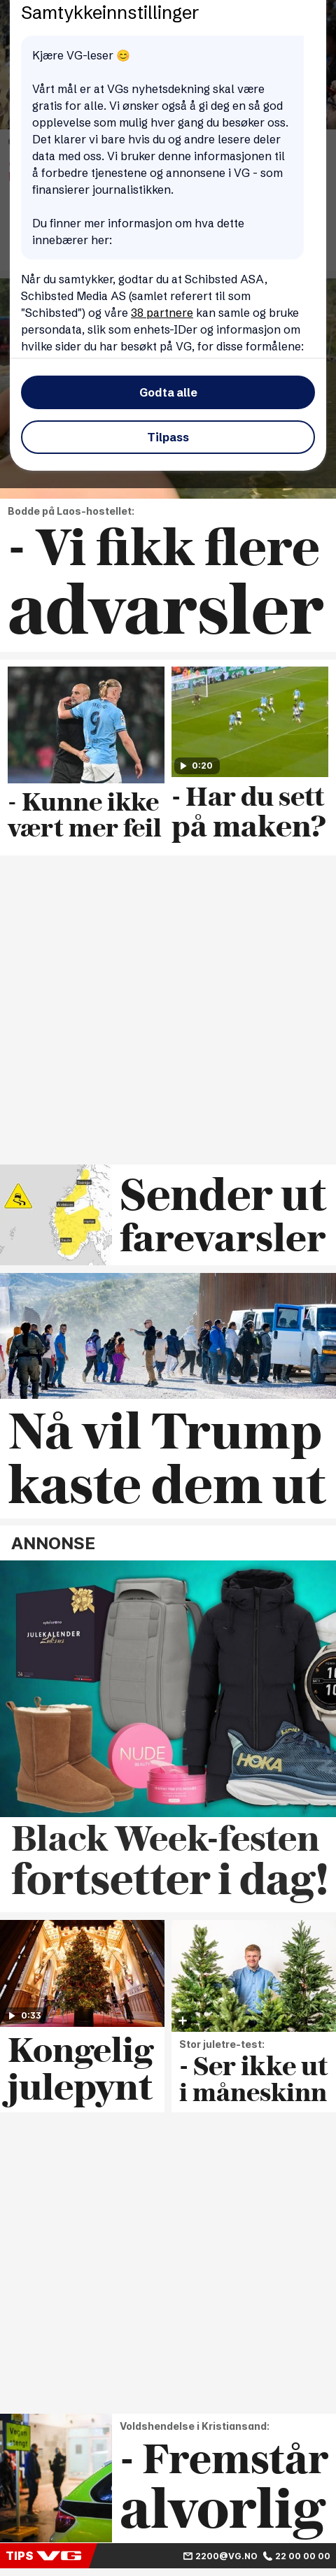 Samtykkeinnstillinger
Kjære VG-leser 😊
Vårt mål er at VGs nyhetsdekning skal være
gratis for alle. Vi ønsker også å gi deg en så god
opplevelse som mulig hver gang du besøker oss.
Det klarer vi bare hvis du og andre lesere deler
data med oss. Vi bruker denne informasjonen til
å forbedre tjenestene og annonsene i VG - som
finansierer journalistikken.
Du finner mer informasjon om hva dette
innebærer her:
Når du samtykker, godtar du at Schibsted ASA,
Schibsted Media AS (samlet referert til som
"Schibsted") og våre 38 partnere kan samle og bruke
persondata, slik som enhets-IDer og informasjon om
hvilke sider du har besøkt på VG, for disse formålene:
Godta alle
Tilpass
Bodde på Laos-hostellet:
- Vi fikk flere
advarsler
0:20
- Kunne ikke
vært mer feil
- Har du sett
på maken?
Sender ut
farevarsler
Nå vil Trump
kaste dem ut
ANNONSE
JULEKALENDER
NUDE
HOKA
Black Week-festen
fortsetter i dag!
0:33
Kongelig
julepynt
Stor juletre-test:
- Ser ikke ut
i måneskinn
Vegen
stengt
Voldshendelse i Kristiansand:
- Fremstår
alvorlig
TIPS VG 2200@VG.NO 22 00 00 00